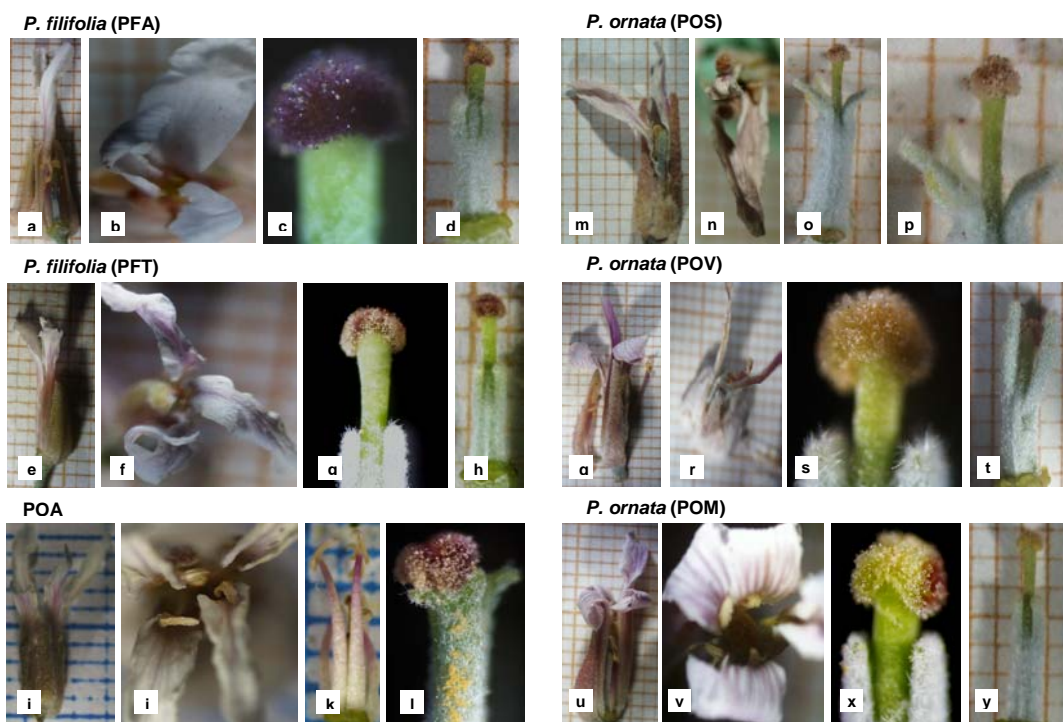 P. filifolia (PFA)
a b c d
P. filifolia (PFT)
e f g h
POA
i j k l
P. ornata (POS)
m n o p
P. ornata (POV)
q r s t
P. ornata (POM)
u v x y